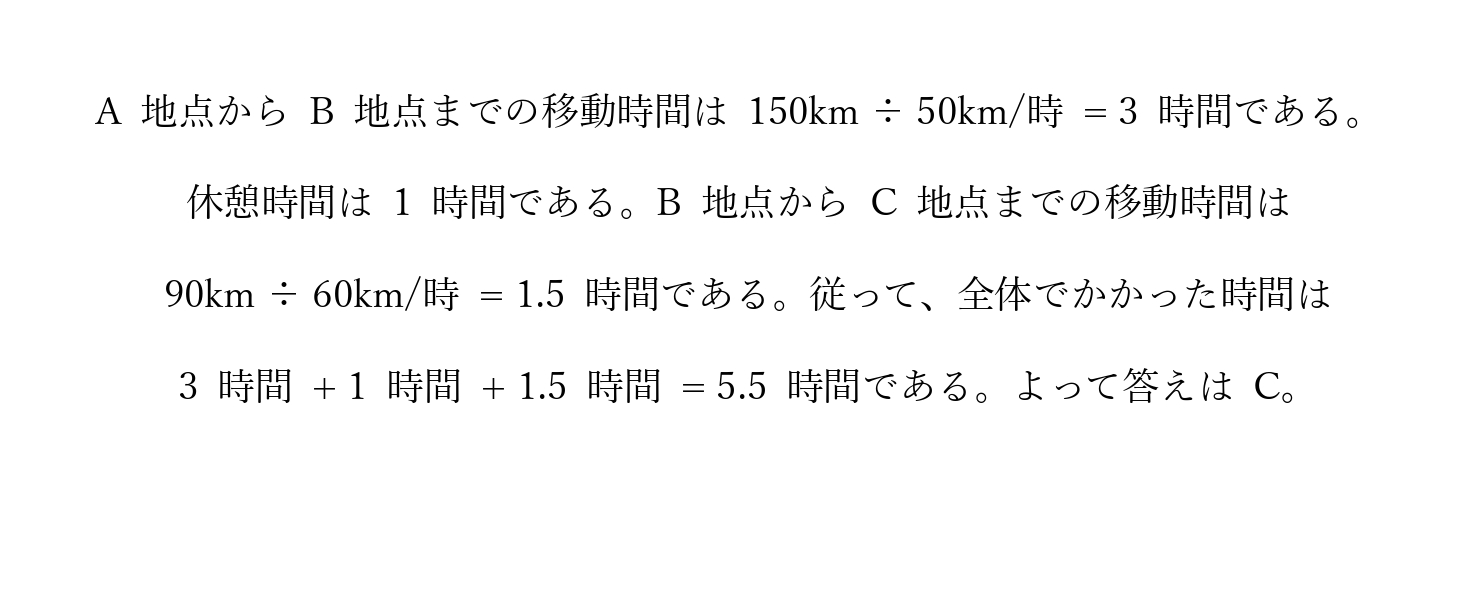 A 地点から B 地点までの移動時間は 150km ÷ 50km/時 = 3 時間である。
休憩時間は 1 時間である。B 地点から C 地点までの移動時間は
90km ÷ 60km/時 = 1.5 時間である。従って、全体でかかった時間は
3 時間 + 1 時間 + 1.5 時間 = 5.5 時間である。よって答えは C。